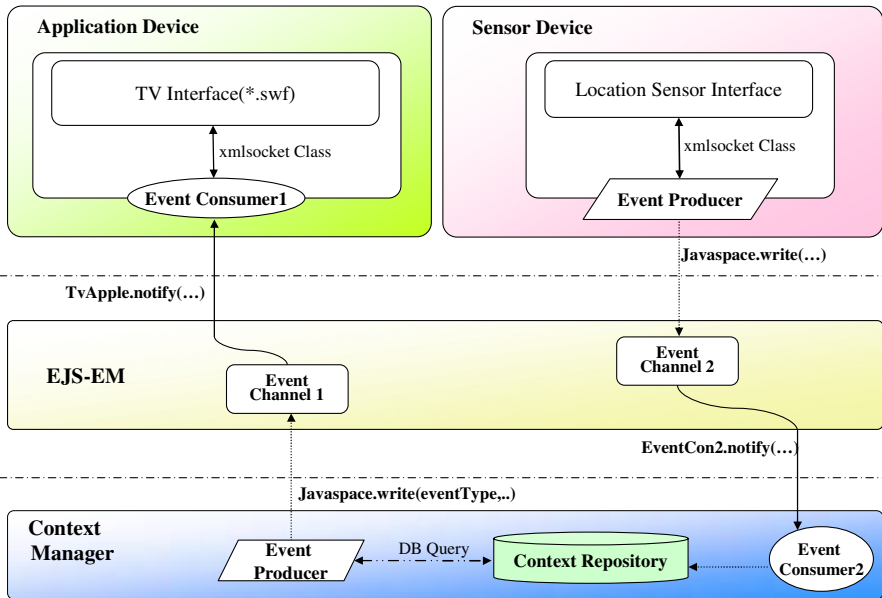 Application Device
Sensor Device
TV Interface(*.swf)
Location Sensor Interface
xmlsocket Class
xmlsocket Class
Event Consumer1
Event Producer
Javaspace.write(…)
TvApple.notify(…)
EJS-EM
Event
Channel 1
Event
Channel 2
EventCon2.notify(…)
Javaspace.write(eventType,..)
Context
Manager
Event
Producer
DB Query
Context Repository
Event
Consumer2